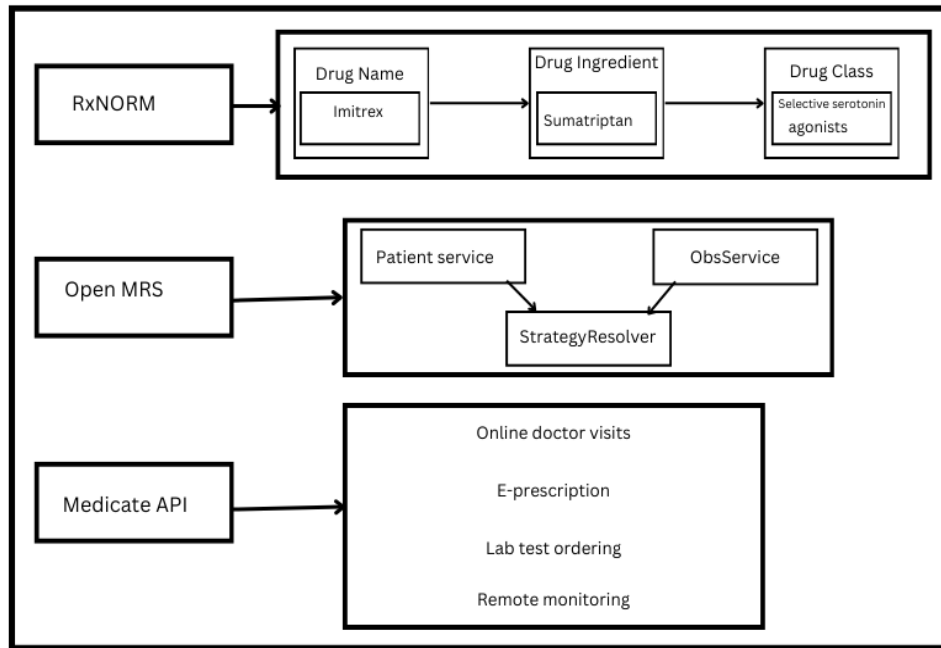 RxNORM
Drug Name
Imitrex
Drug Ingredient
Sumatriptan
Drug Class
Selective serotonin
agonists
Open MRS
Patient service
ObsService
StrategyResolver
Medicate API
Online doctor visits
E-prescription
Lab test ordering
Remote monitoring